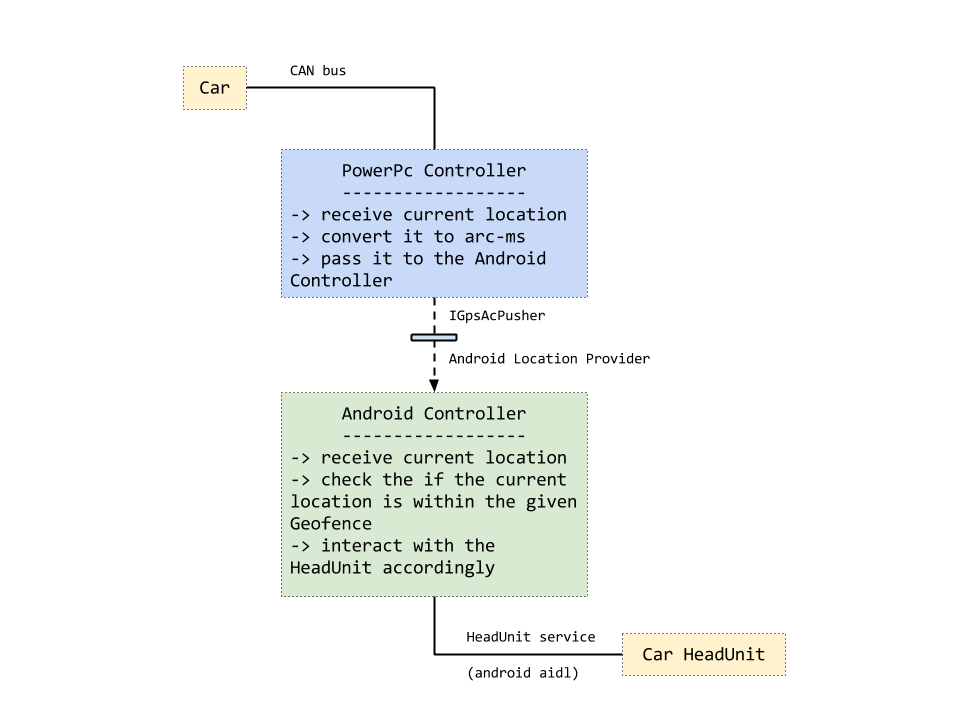 CAN bus
Car
PowerPc Controller
------------------
-> receive current location
-> convert it to arc-ms
-> pass it to the Android
Controller
IGpsAcPusher
Android Location Provider
Android Controller
------------------
-> receive current location
-> check the if the current
location is within the given
Geofence
-> interact with the
HeadUnit accordingly
HeadUnit service
Car HeadUnit
(android aidl)